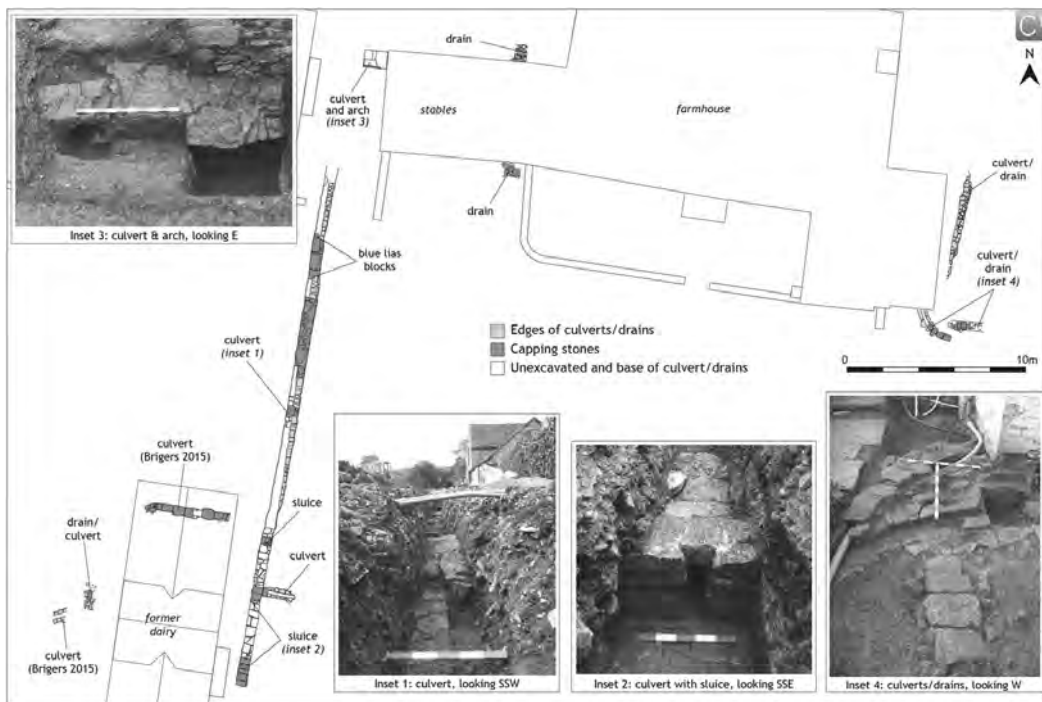 C
N
drain
culvert
and arch
(inset 3)
stables
farmhouse
Inset 3: culvert & arch, looking E
drain
culvert/
drain
blue lias
blocks
culvert/
drain
(inset 4)
culvert
(inset 1)
Edges of culverts/drains
Capping stones
Unexcavated and base of culvert/drains
0
10m
culvert
(Brigers 2015)
sluice
drain/
culvert
culvert
former
dairy
sluice
(inset 2)
culvert
(Brigers 2015)
Inset 1: culvert, looking SSW
Inset 2: culvert with sluice, looking SSE
Inset 4: culverts/drains, looking W